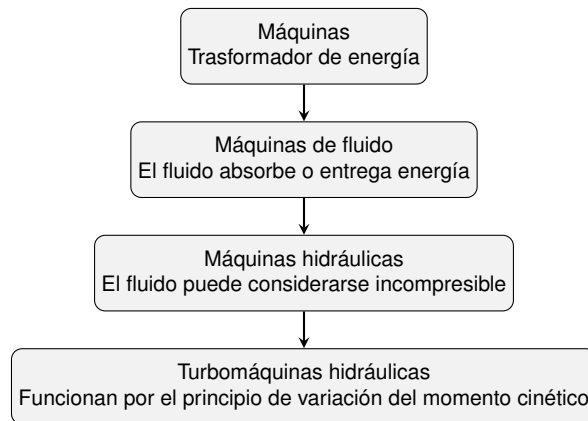 Máquinas
Trasformador de energía
Máquinas de fluido
El fluido absorbe o entrega energía
Máquinas hidráulicas
El fluido puede considerarse incompresible
Turbomáquinas hidráulicas
Funcionan por el principio de variación del momento cinético